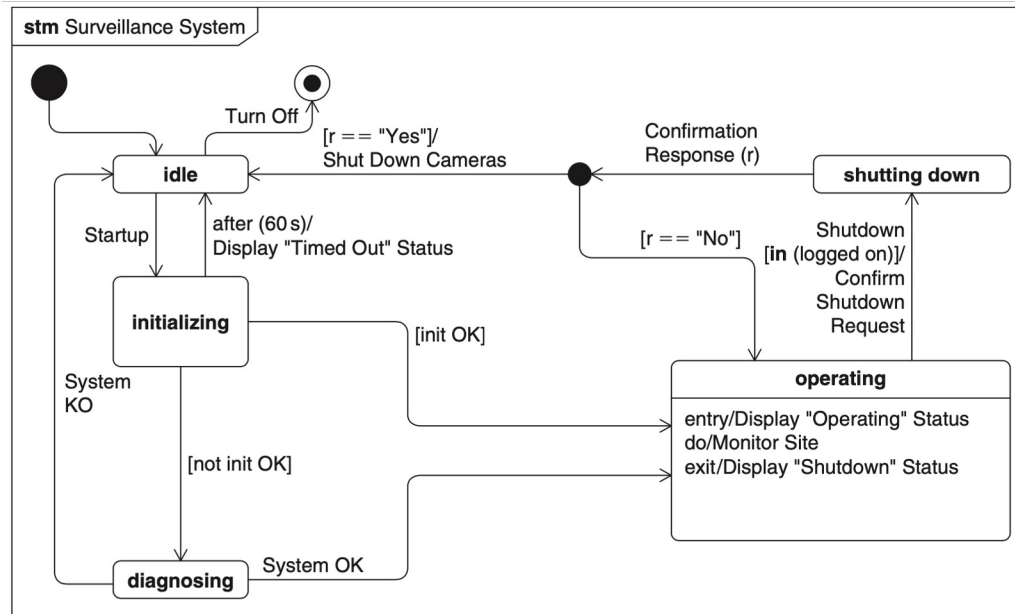 stm Surveillance System
Turn Off
[r == "Yes"]/
Shut Down Cameras
Confirmation
Response (r)
idle
shutting down
Startup
after (60 s)/
Display "Timed Out" Status
[r == "No"]
Shutdown
[in (logged on)]/
Confirm
Shutdown
Request
initializing
[init OK]
operating
entry/Display "Operating" Status
do/Monitor Site
exit/Display "Shutdown" Status
System
KO
[not init OK]
System OK
diagnosing